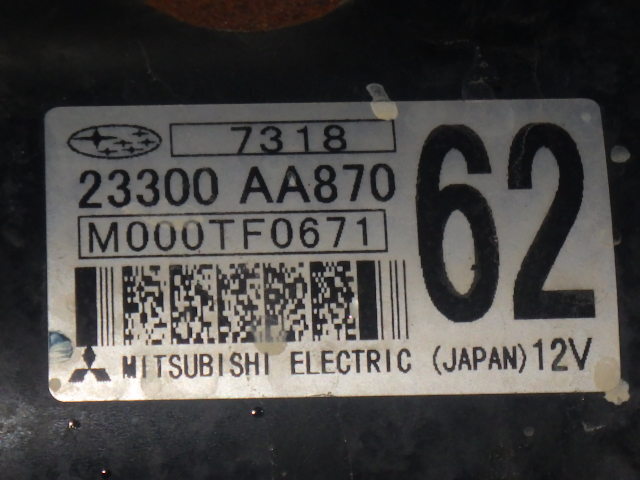 7318
23300 AA870
M000TF0671
62
MITSUBISHI ELECTRIC (JAPAN) 12V